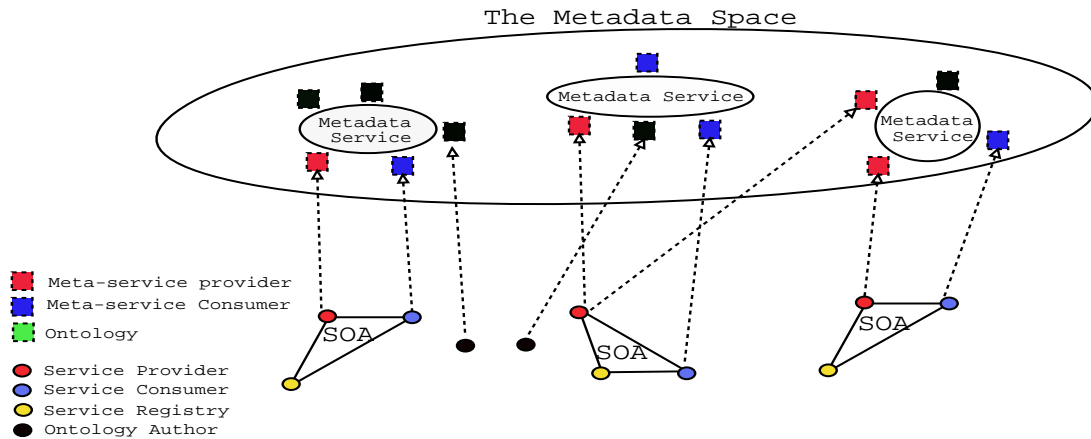 The Metadata Space
Metadata
Service
Metadata Service
Metadata
Service
Meta-service provider
Meta-service Consumer
Ontology
SOA
SOA
SOA
Service Provider
Service Consumer
Service Registry
Ontology Author